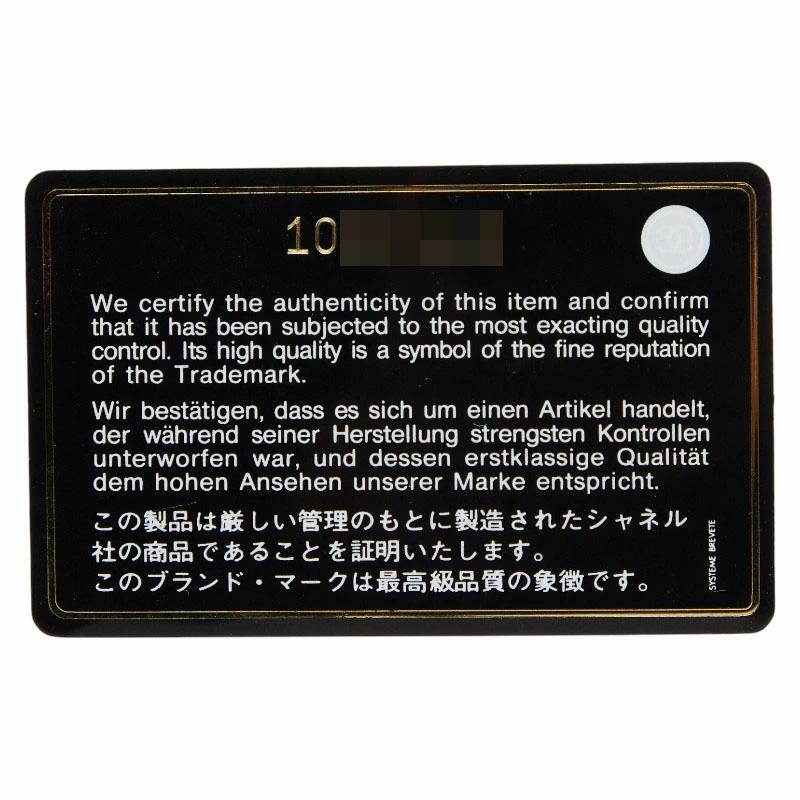 10
We certify the authenticity of this item and confirm
that it has been subjected to the most exacting quality
control. Its high quality is a symbol of the fine reputation
of the Trademark.
Wir bestätigen, dass es sich um einen Artikel handelt,
der während seiner Herstellung strengsten Kontrollen
unterworfen war, und dessen erstklassige Qualität
dem hohen Ansehen unserer Marke entspricht.
この製品は厳しい管理のもとに製造されたシャネル
社の商品であることを証明いたします。
このブランド・マークは最高級品質の象徴です。
SYSTEME BREVETE